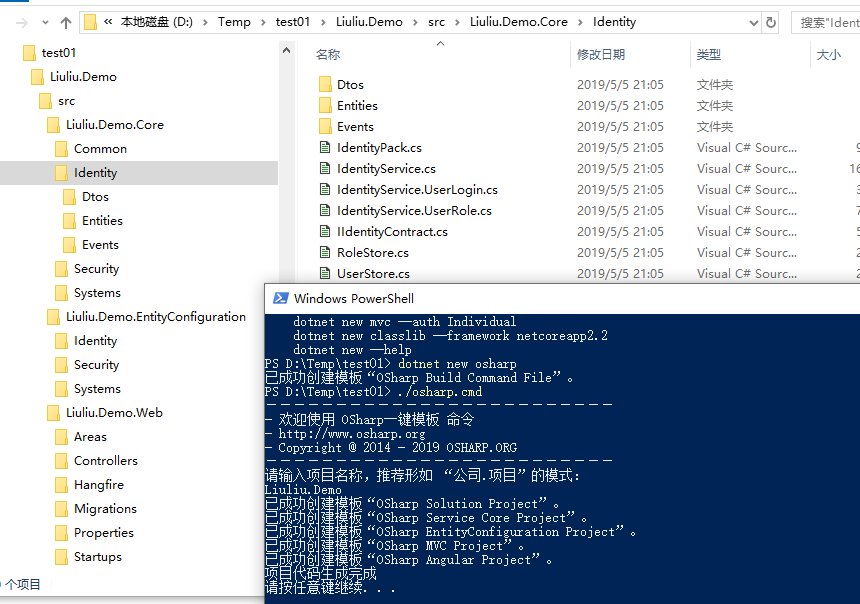 « 本地磁盘 (D:) › Temp › test01 › Liuliu.Demo › src › Liuliu.Demo.Core › Identity
搜索"Ident
test01
Liuliu.Demo
src
Liuliu.Demo.Core
Common
Identity
Dtos
Entities
Events
Security
Systems
Liuliu.Demo.EntityConfiguration
Identity
Security
Systems
Liuliu.Demo.Web
Areas
Controllers
Hangfire
Migrations
Properties
Startups
个项目
名称 修改日期 类型 大小
Dtos 2019/5/5 21:05 文件夹
Entities 2019/5/5 21:05 文件夹
Events 2019/5/5 21:05 文件夹
IdentityPack.cs 2019/5/5 21:05 Visual C# Sourc...
IdentityService.cs 2019/5/5 21:05 Visual C# Sourc...
IdentityService.UserLogin.cs 2019/5/5 21:05 Visual C# Sourc...
IdentityService.UserRole.cs 2019/5/5 21:05 Visual C# Sourc...
IIdentityContract.cs 2019/5/5 21:05 Visual C# Sourc...
RoleStore.cs 2019/5/5 21:05 Visual C# Sourc...
UserStore.cs 2019/5/5 21:05 Visual C# Sourc...
Windows PowerShell
dotnet new mvc --auth Individual
dotnet new classlib --framework netcoreapp2.2
dotnet new --help
PS D:\Temp\test01> dotnet new osharp
已成功创建模板“OSharp Build Command File”。
PS D:\Temp\test01> ./osharp.cmd
- 欢迎使用 OSharp一键模板 命令
- http://www.osharp.org
- Copyright @ 2014 - 2019 OSHARP.ORG
请输入项目名称，推荐形如 “公司.项目”的模式:
Liuliu.Demo
已成功创建模板“OSharp Solution Project”。
已成功创建模板“OSharp Service Core Project”。
已成功创建模板“OSharp EntityConfiguration Project”。
已成功创建模板“OSharp MVC Project”。
已成功创建模板“OSharp Angular Project”。
项目代码生成完成
请按任意键继续. . .